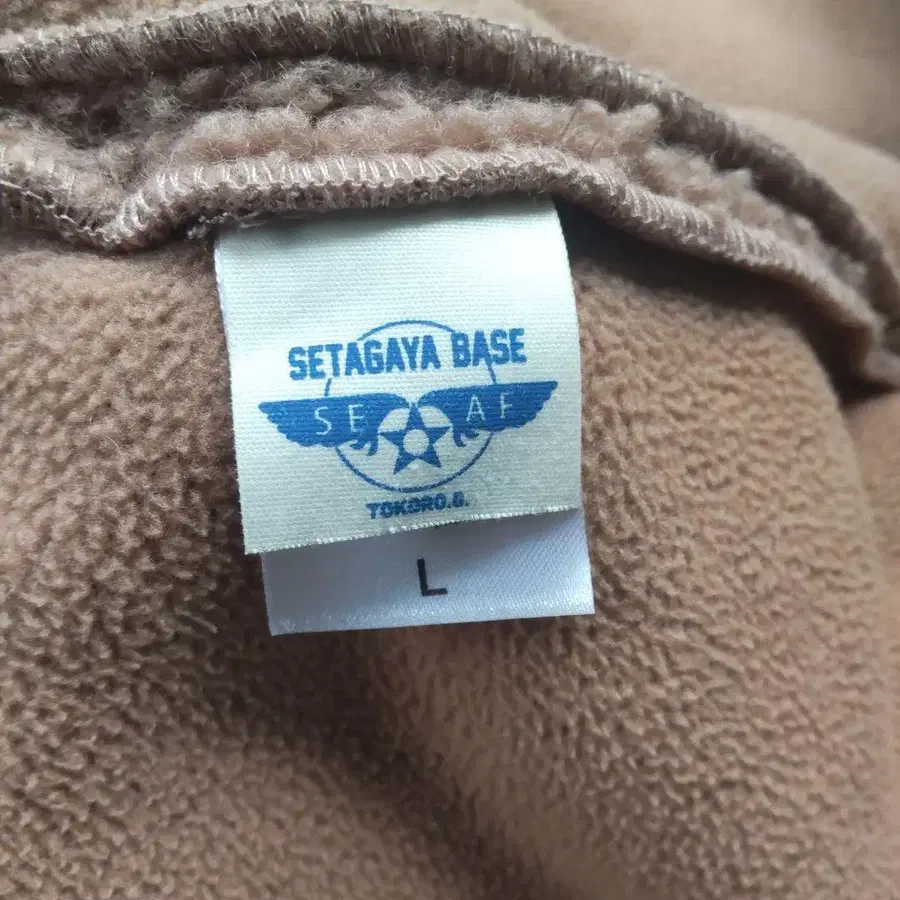 SETAGAYA BASE
SE AF
TOKORO.G.
L